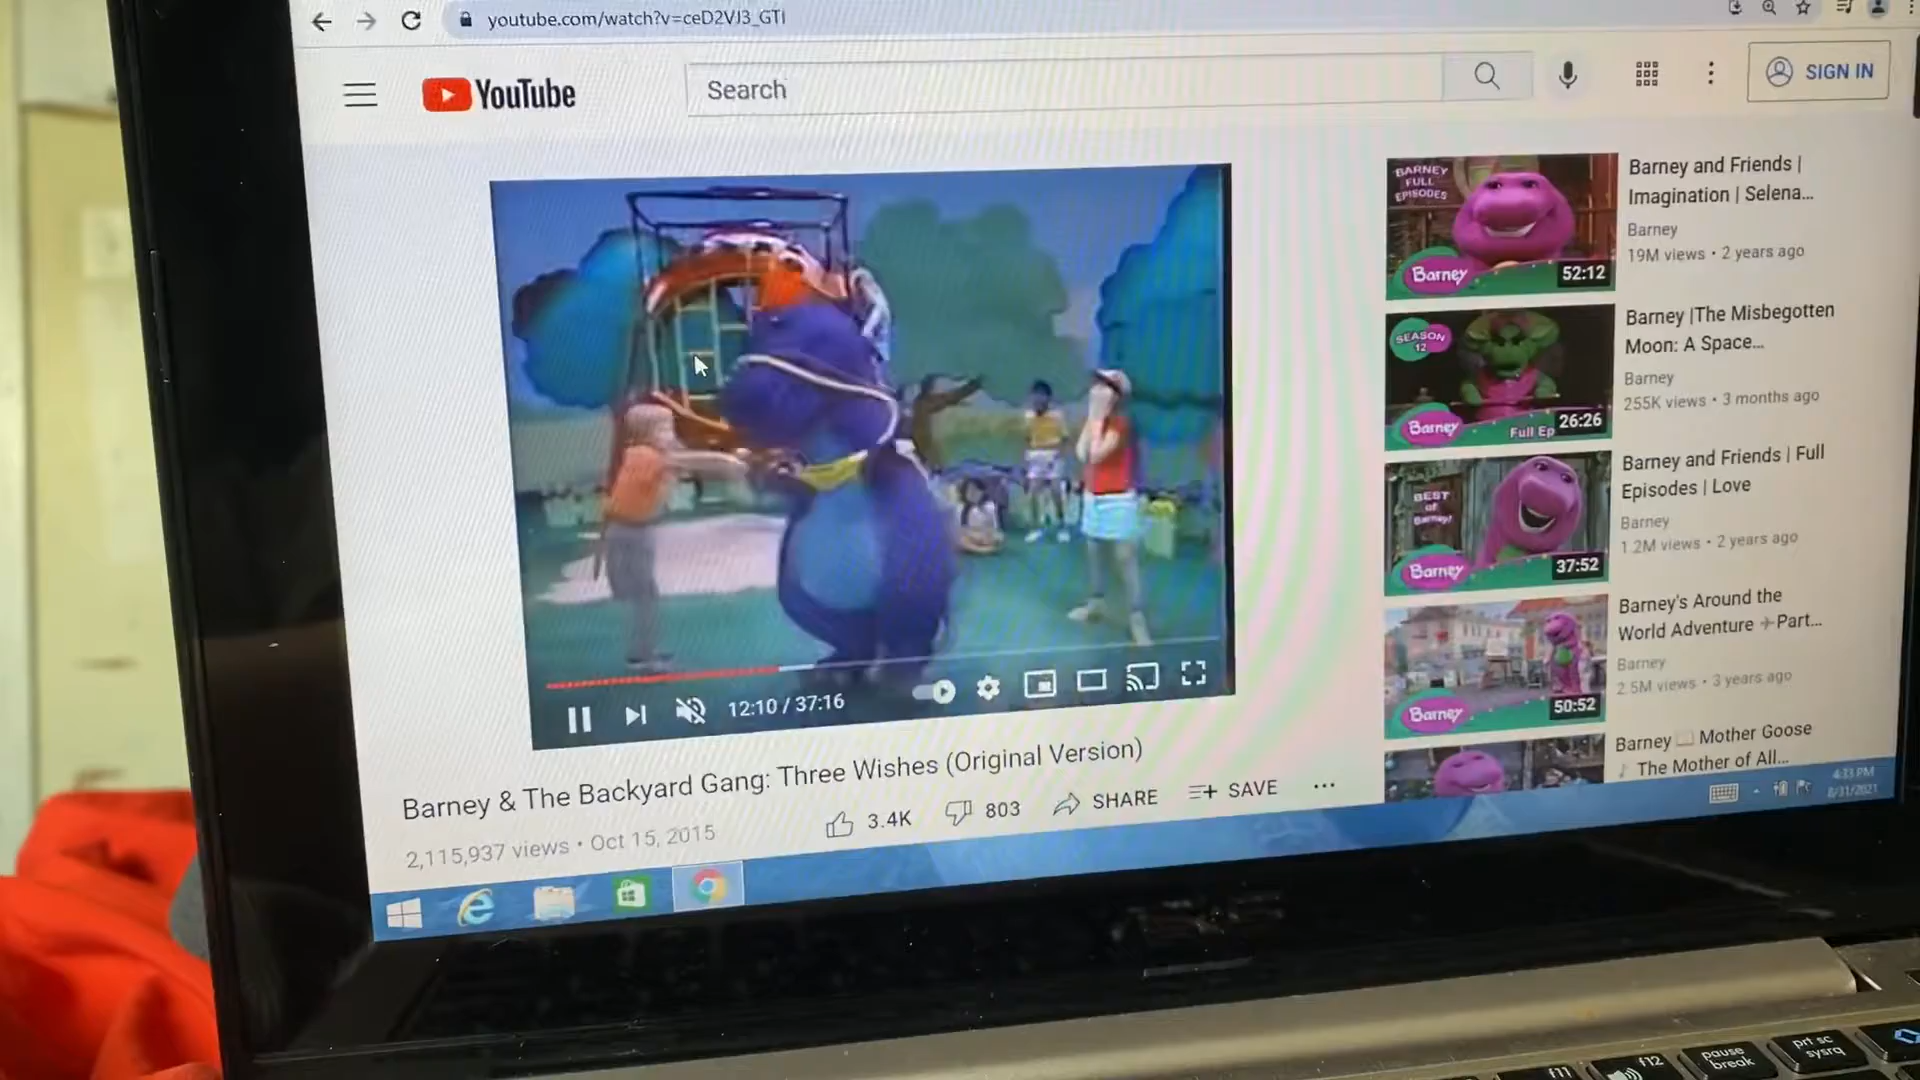 youtube.com/watch?v=ceD2VJ3_GTI
YouTube
Search
SIGN IN
12:10 / 37:16
Barney & The Backyard Gang: Three Wishes (Original Version)
2,115,937 views • Oct 15, 2015
3.4K
803
SHARE
SAVE
BARNEY
FULL
EPISODES
Barney
52:12
Barney and Friends |
Imagination | Selena...
Barney
19M views • 2 years ago
SEASON
12
Barney
Full Ep
26:26
Barney |The Misbegotten
Moon: A Space...
Barney
255K views • 3 months ago
BEST
of
Barney!
Barney
37:52
Barney and Friends | Full
Episodes | Love
Barney
1.2M views • 2 years ago
Barney
50:52
Barney's Around the
World Adventure ✈Part...
Barney
2.5M views • 3 years ago
Barney 📖 Mother Goose
♪ The Mother of All...
4:33 PM
8/31/2021
f11
f12
pause
break
prt sc
sysrq